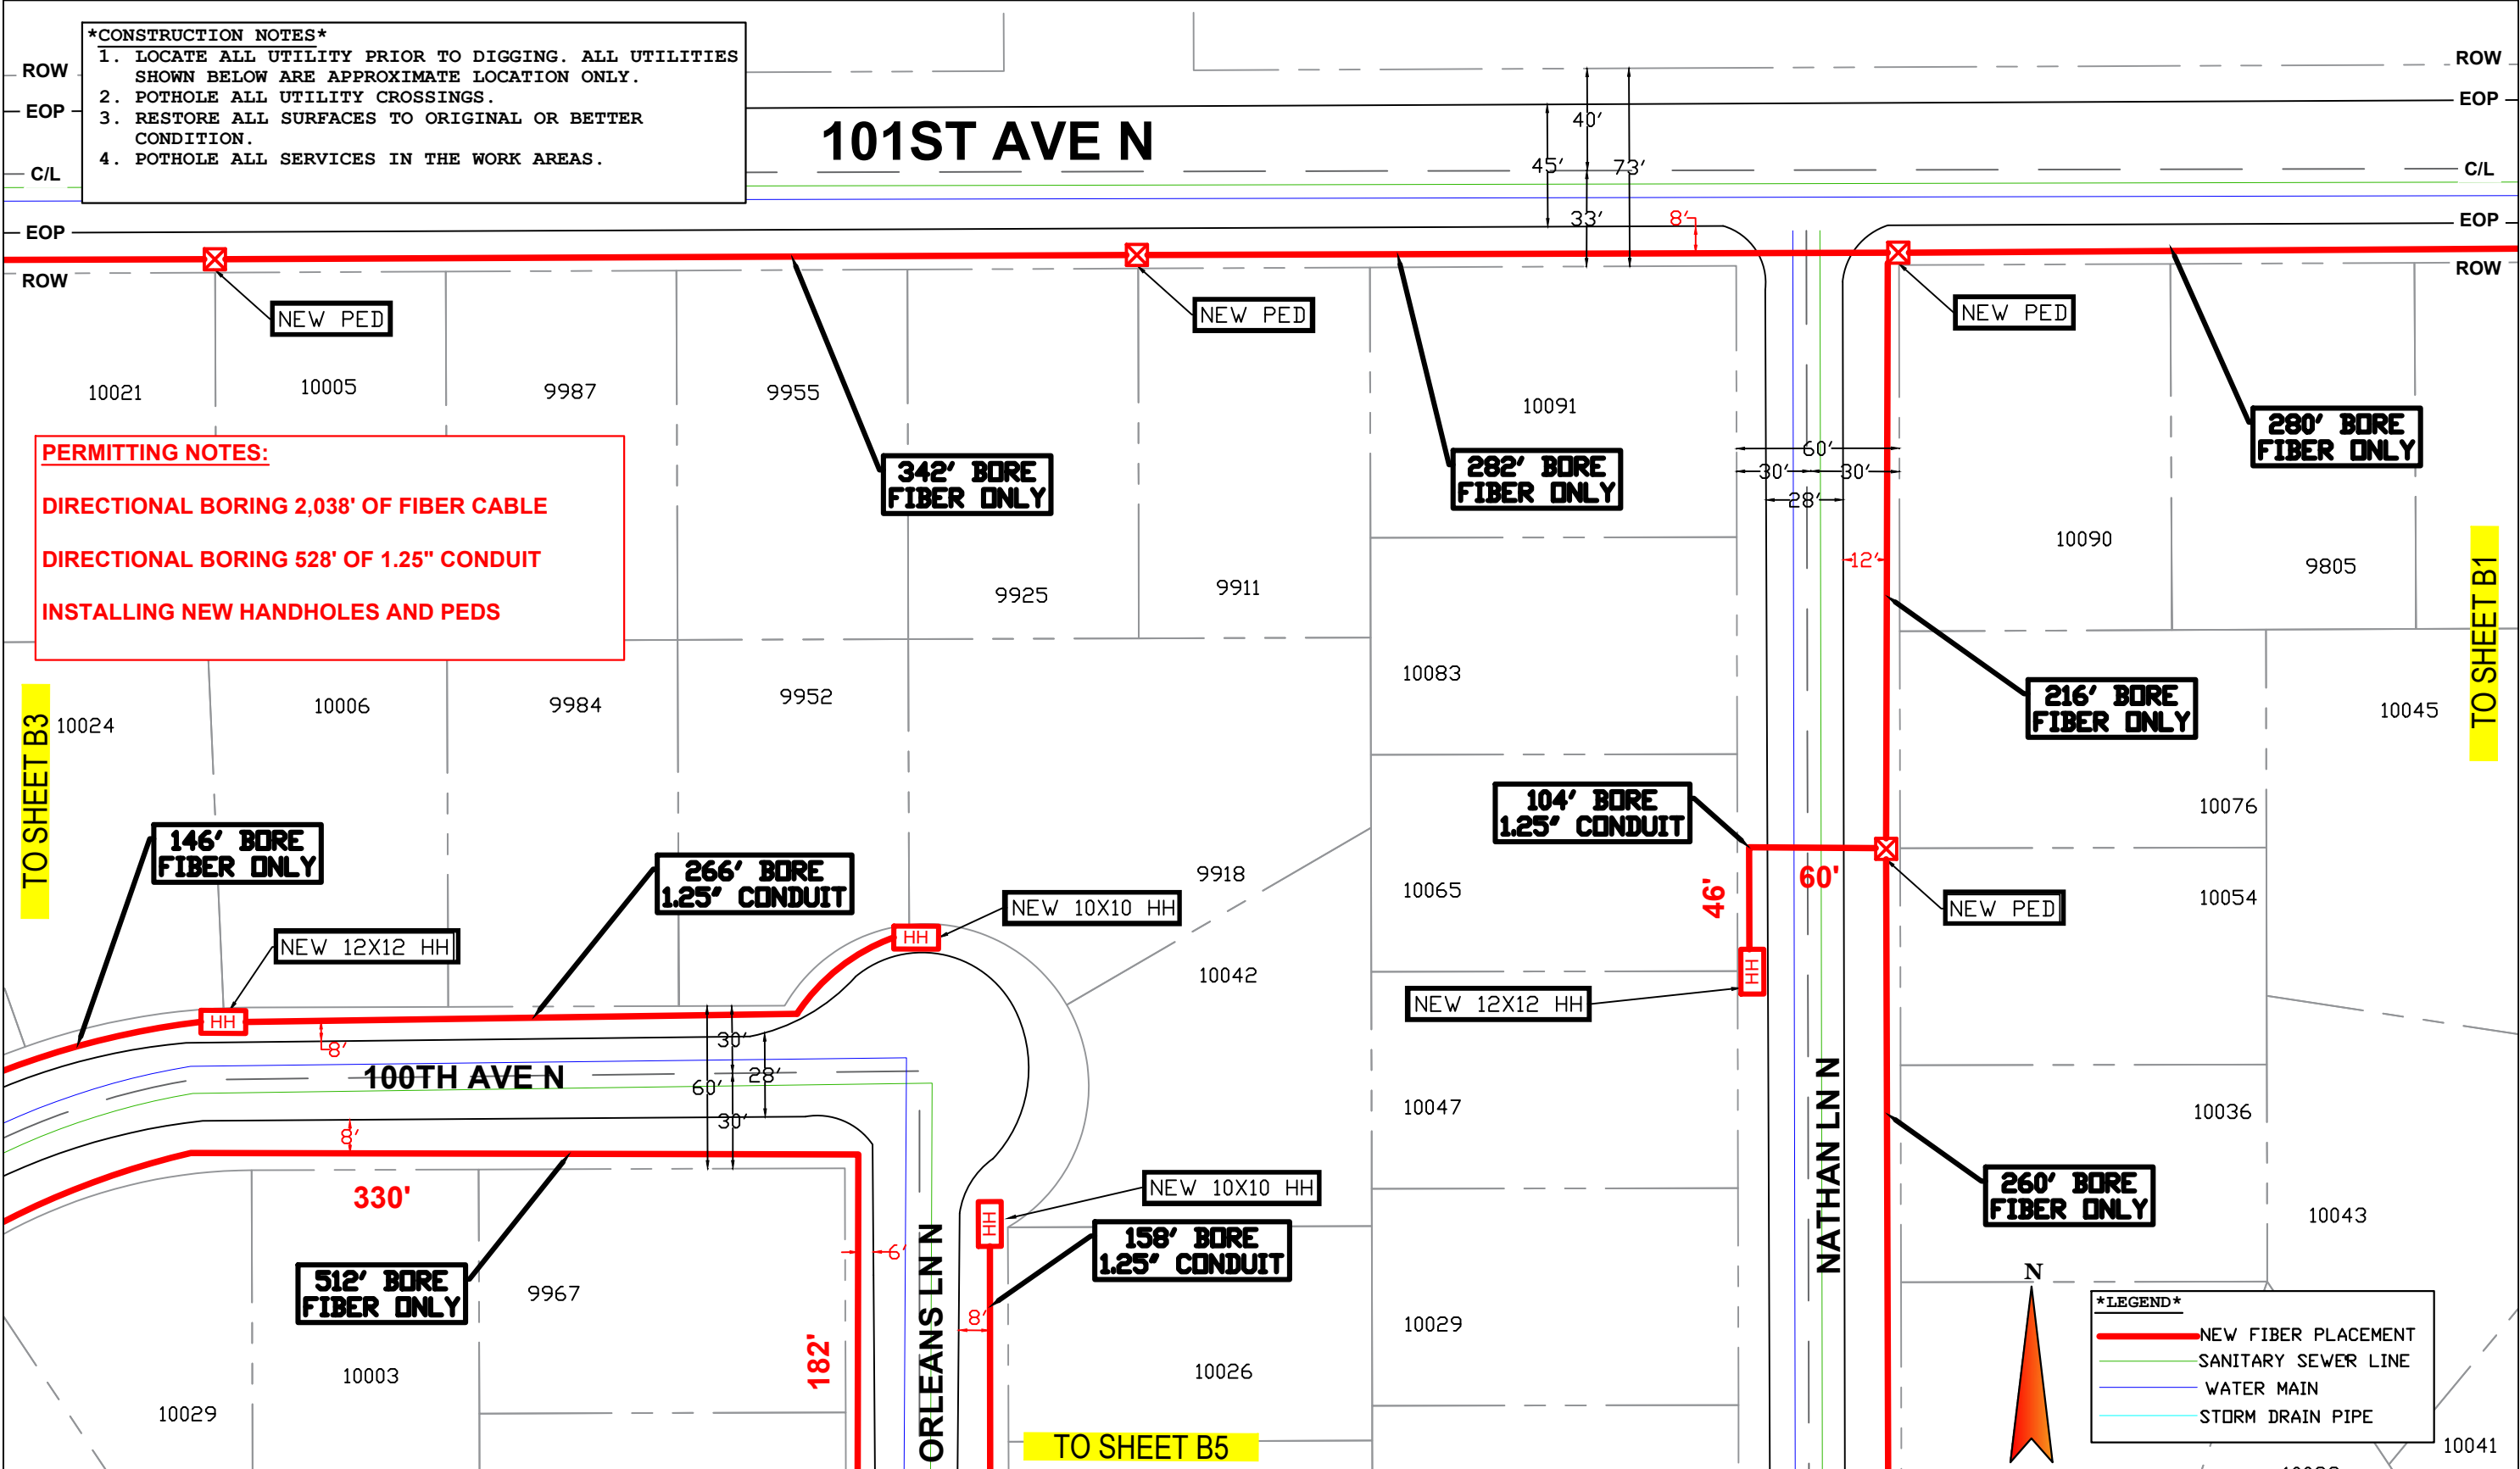 *CONSTRUCTION NOTES*
1. LOCATE ALL UTILITY PRIOR TO DIGGING. ALL UTILITIES
SHOWN BELOW ARE APPROXIMATE LOCATION ONLY.
2. POTHOLE ALL UTILITY CROSSINGS.
3. RESTORE ALL SURFACES TO ORIGINAL OR BETTER
CONDITION.
4. POTHOLE ALL SERVICES IN THE WORK AREAS.
ROW
EOP
C/L
EOP
ROW
ROW
EOP
C/L
EOP
ROW
101ST AVE N
40'
45'
73'
33'
8'
NEW PED
NEW PED
NEW PED
10021
10005
9987
9955
10091
342' BORE
FIBER ONLY
282' BORE
FIBER ONLY
280' BORE
FIBER ONLY
60'
30'
30'
28'
12'
PERMITTING NOTES:
DIRECTIONAL BORING 2,038' OF FIBER CABLE
DIRECTIONAL BORING 528' OF 1.25" CONDUIT
INSTALLING NEW HANDHOLES AND PEDS
9925
9911
10090
9805
TO SHEET B1
TO SHEET B3
10024
10006
9984
9952
10083
216' BORE
FIBER ONLY
10045
104' BORE
1.25" CONDUIT
10076
146' BORE
FIBER ONLY
266' BORE
1.25" CONDUIT
9918
10065
46'
60'
10054
NEW PED
NEW 10X10 HH
HH
NEW 12X12 HH
HH
10042
HH
NEW 12X12 HH
8'
30'
28'
60'
30'
100TH AVE N
8'
10047
NATHAN LN N
10036
330'
NEW 10X10 HH
HH
260' BORE
FIBER ONLY
10043
158' BORE
1.25" CONDUIT
6'
512' BORE
FIBER ONLY
9967
ORLEANS LN N
8'
182'
10003
10029
10026
10029
TO SHEET B5
N
*LEGEND*
NEW FIBER PLACEMENT
SANITARY SEWER LINE
WATER MAIN
STORM DRAIN PIPE
10041